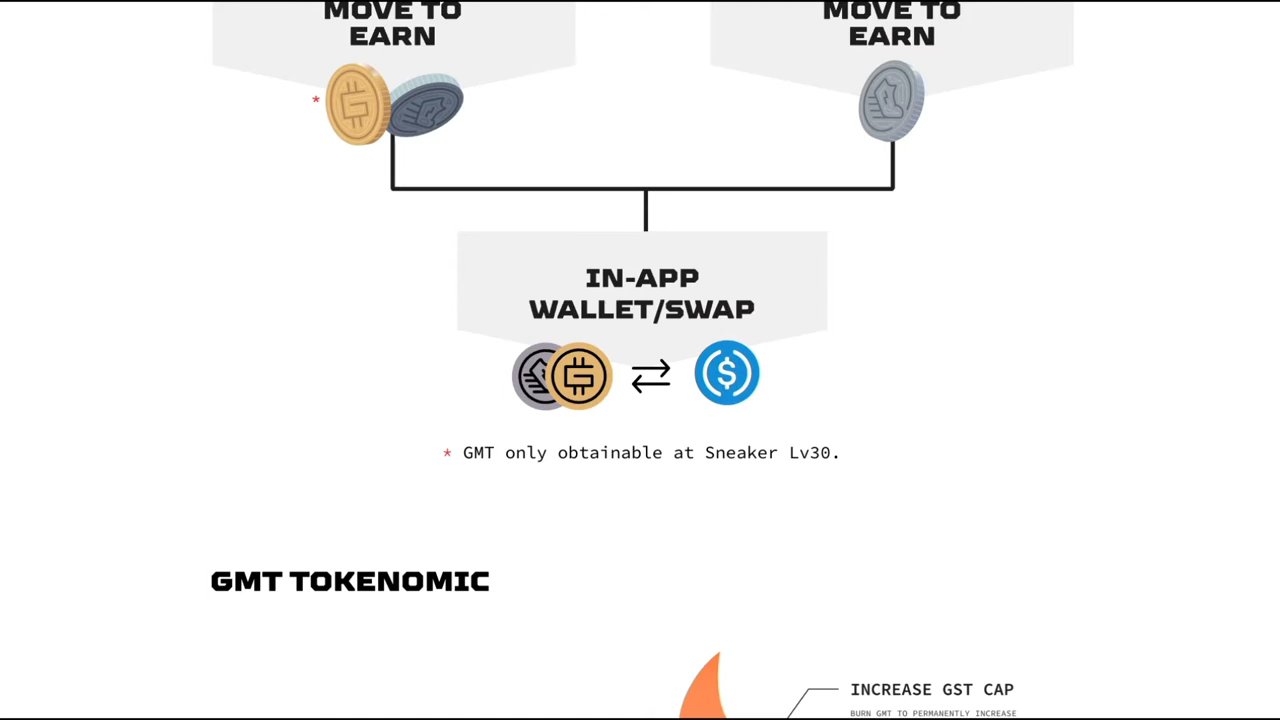 MOVE TO
EARN
MOVE TO
EARN
*
IN-APP
WALLET/SWAP
* GMT only obtainable at Sneaker Lv30.
GMT TOKENOMIC
INCREASE GST CAP
BURN GMT TO PERMANENTLY INCREASE